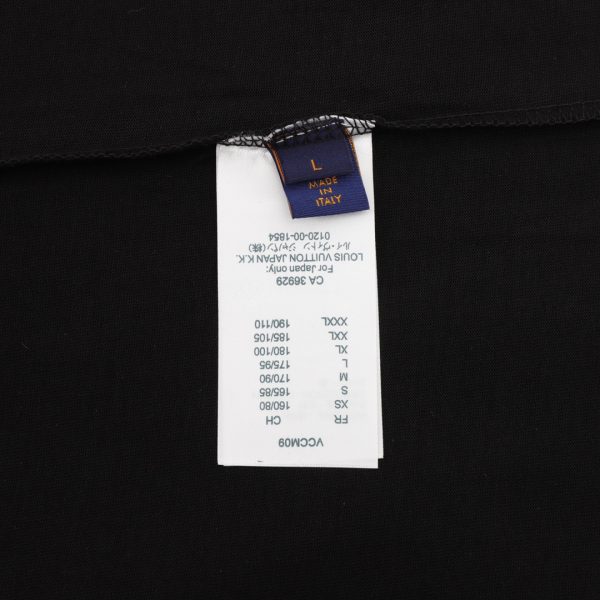 L
MADE
IN
ITALY
VCCM09
FR CH
XS 160/80
S 165/85
M 170/90
L 175/95
XL 180/100
XXL 185/105
XXXL 190/110
CA 36929
For Japan only:
LOUIS VUITTON JAPAN K.K.
ルイ・ヴィトン ジャパン(株)
0120-00-1854